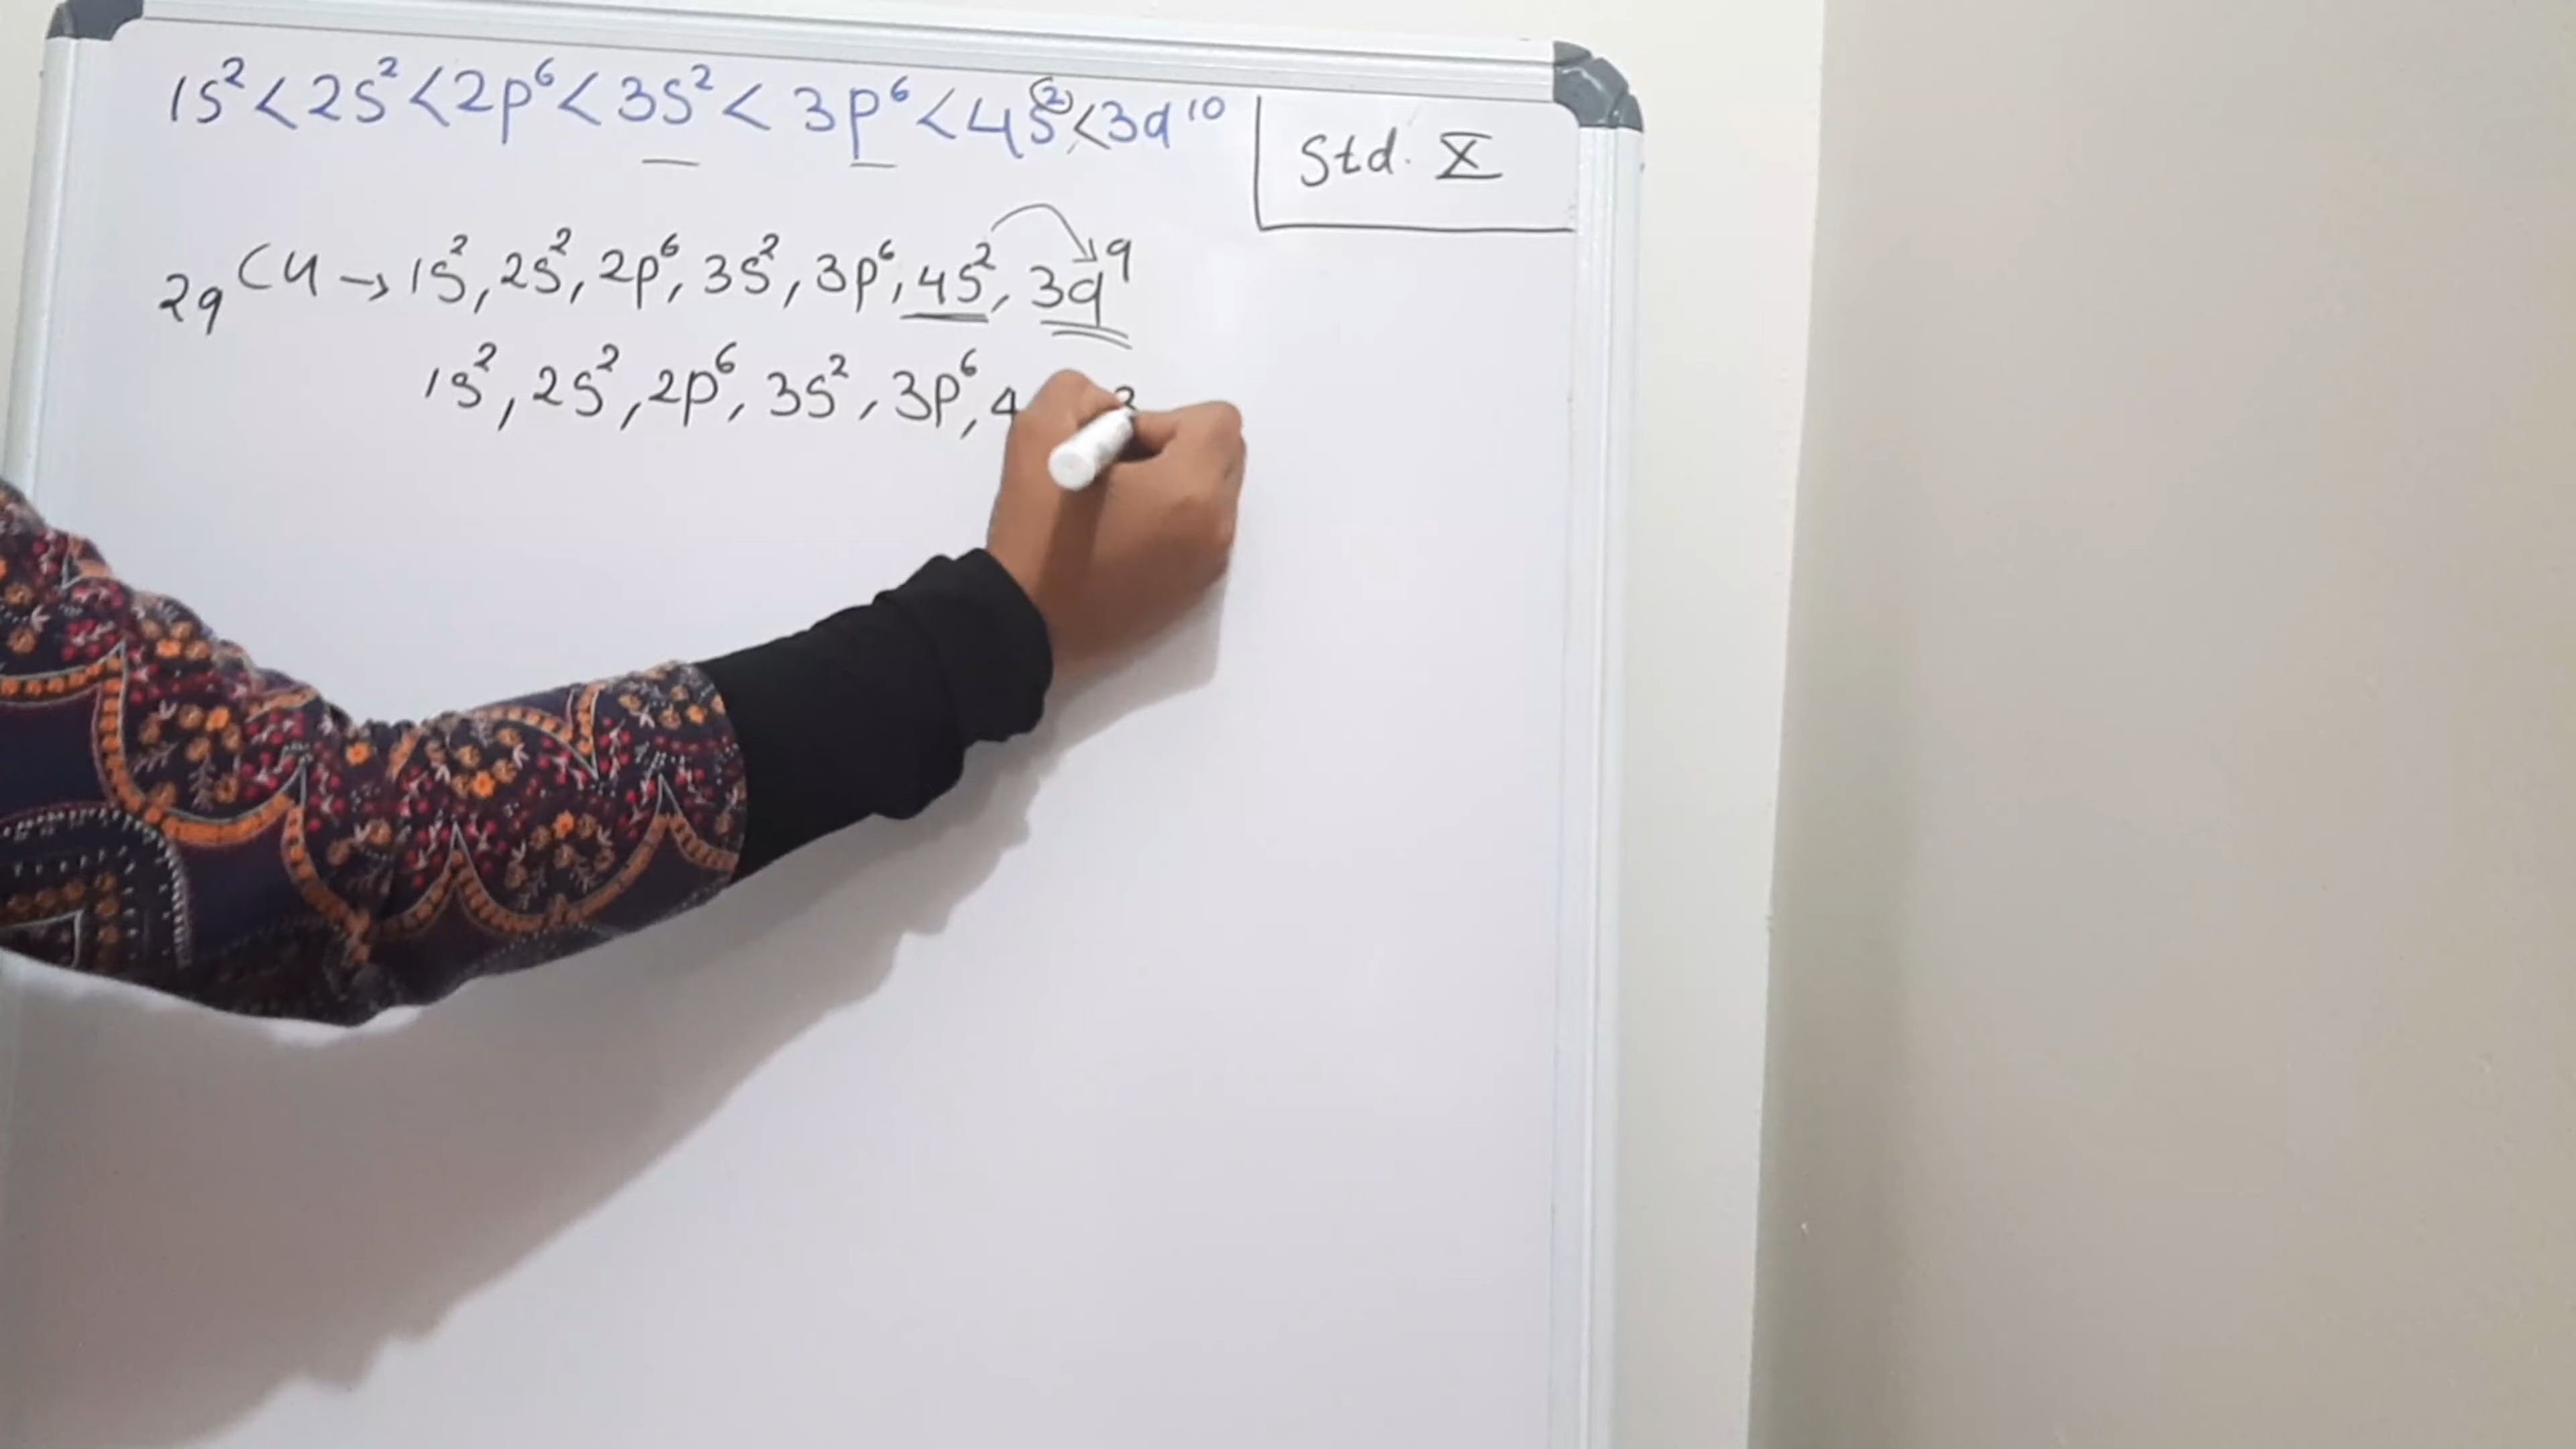 1s² < 2s² < 2p⁶ < 3s² < 3p⁶ < 4s² < 3d¹⁰
Std. X
₂₉Cu → 1s², 2s², 2p⁶, 3s², 3p⁶, 4s², 3d⁹
1s², 2s², 2p⁶, 3s², 3p⁶, 4